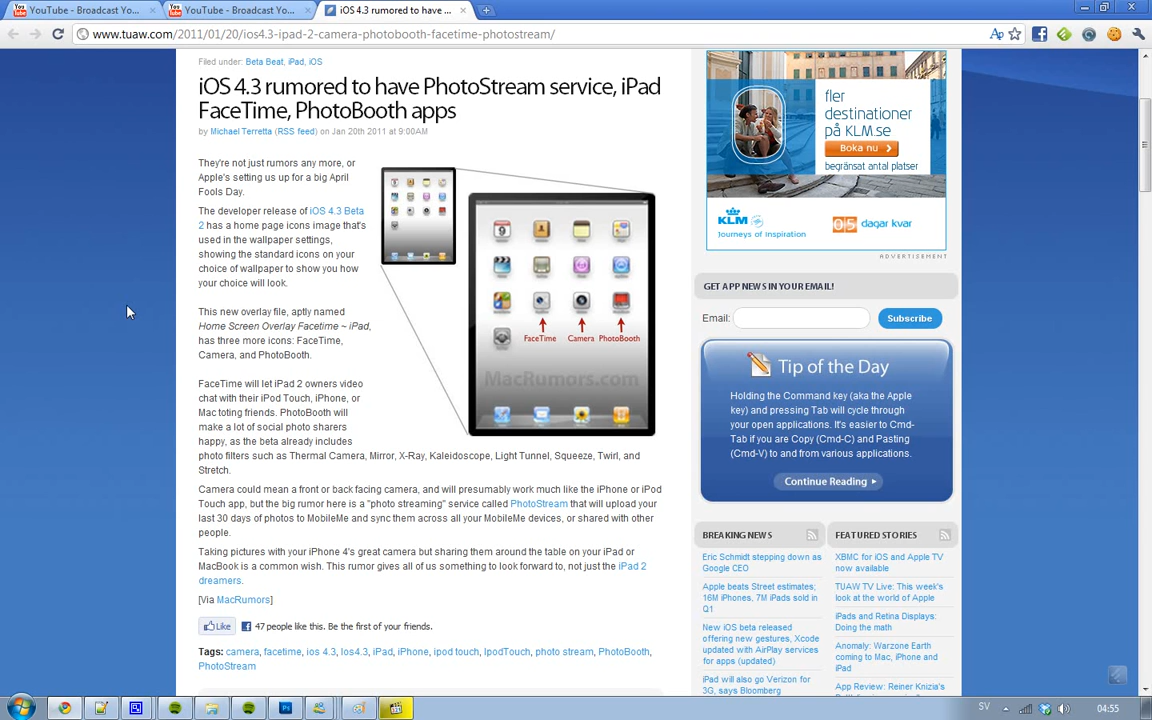 YouTube - Broadcast Yo...
YouTube - Broadcast Yo...
iOS 4.3 rumored to have ...
www.tuaw.com/2011/01/20/ios4.3-ipad-2-camera-photobooth-facetime-photostream/
Filed under: Beta Beat, iPad, iOS
iOS 4.3 rumored to have PhotoStream service, iPad
FaceTime, PhotoBooth apps
by Michael Terretta (RSS feed) on Jan 20th 2011 at 9:00AM
They're not just rumors any more, or
Apple's setting us up for a big April
Fools Day.
The developer release of iOS 4.3 Beta
2 has a home page icons image that's
used in the wallpaper settings,
showing the standard icons on your
choice of wallpaper to show you how
your choice will look.
This new overlay file, aptly named
Home Screen Overlay Facetime ~ iPad,
has three more icons: FaceTime,
Camera, and PhotoBooth.
FaceTime will let iPad 2 owners video
chat with their iPod Touch, iPhone, or
Mac toting friends. PhotoBooth will
make a lot of social photo sharers
happy, as the beta already includes
photo filters such as Thermal Camera, Mirror, X-Ray, Kaleidoscope, Light Tunnel, Squeeze, Twirl, and
Stretch.
9
FaceTime Camera PhotoBooth
MacRumors.com
Camera could mean a front or back facing camera, and will presumably work much like the iPhone or iPod
Touch app, but the big rumor here is a "photo streaming" service called PhotoStream that will upload your
last 30 days of photos to MobileMe and sync them across all your MobileMe devices, or shared with other
people.
Taking pictures with your iPhone 4's great camera but sharing them around the table on your iPad or
MacBook is a common wish. This rumor gives all of us something to look forward to, not just the iPad 2
dreamers.
[Via MacRumors]
Like
47 people like this. Be the first of your friends.
Tags: camera, facetime, ios 4.3, Ios4.3, iPad, iPhone, ipod touch, IpodTouch, photo stream, PhotoBooth,
PhotoStream
fler
destinationer
på KLM.se
Boka nu
begränsat antal platser
KLM
Journeys of Inspiration
05 dagar kvar
ADVERTISEMENT
GET APP NEWS IN YOUR EMAIL!
Email:
Subscribe
Tip of the Day
Holding the Command key (aka the Apple
key) and pressing Tab will cycle through
your open applications. It's easier to Cmd-
Tab if you are Copy (Cmd-C) and Pasting
(Cmd-V) to and from various applications.
Continue Reading
BREAKING NEWS
Eric Schmidt stepping down as
Google CEO
Apple beats Street estimates;
16M iPhones, 7M iPads sold in
Q1
New iOS beta released
offering new gestures, Xcode
updated with AirPlay services
for apps (updated)
iPad will also go Verizon for
3G, says Bloomberg
FEATURED STORIES
XBMC for iOS and Apple TV
now available
TUAW TV Live: This week's
look at the world of Apple
iPads and Retina Displays:
Doing the math
Anomaly: Warzone Earth
coming to Mac, iPhone and
iPad
App Review: Reiner Knizia's
SV
04:55